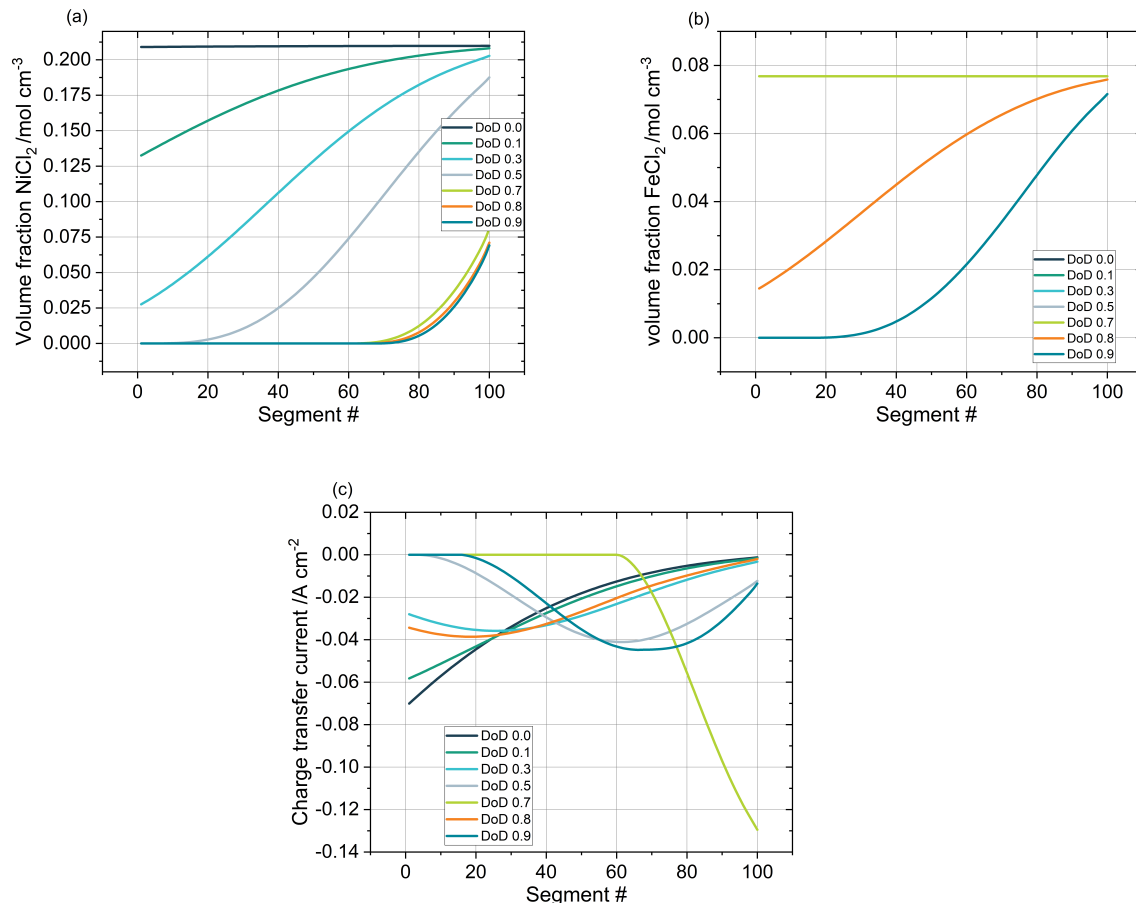 (a)
Volume fraction NiCl2 /mol cm-3
0.200
0.175
0.150
0.125
0.100
0.075
0.050
0.025
0.000
DoD 0.0
DoD 0.1
DoD 0.3
DoD 0.5
DoD 0.7
DoD 0.8
DoD 0.9
0 20 40 60 80 100
Segment #
(b)
volume fraction FeCl2 /mol cm-3
0.08
0.06
0.04
0.02
0.00
DoD 0.0
DoD 0.1
DoD 0.3
DoD 0.5
DoD 0.7
DoD 0.8
DoD 0.9
0 20 40 60 80 100
Segment #
(c)
Charge transfer current /A cm-2
0.02
0.00
-0.02
-0.04
-0.06
-0.08
-0.10
-0.12
-0.14
DoD 0.0
DoD 0.1
DoD 0.3
DoD 0.5
DoD 0.7
DoD 0.8
DoD 0.9
0 20 40 60 80 100
Segment #